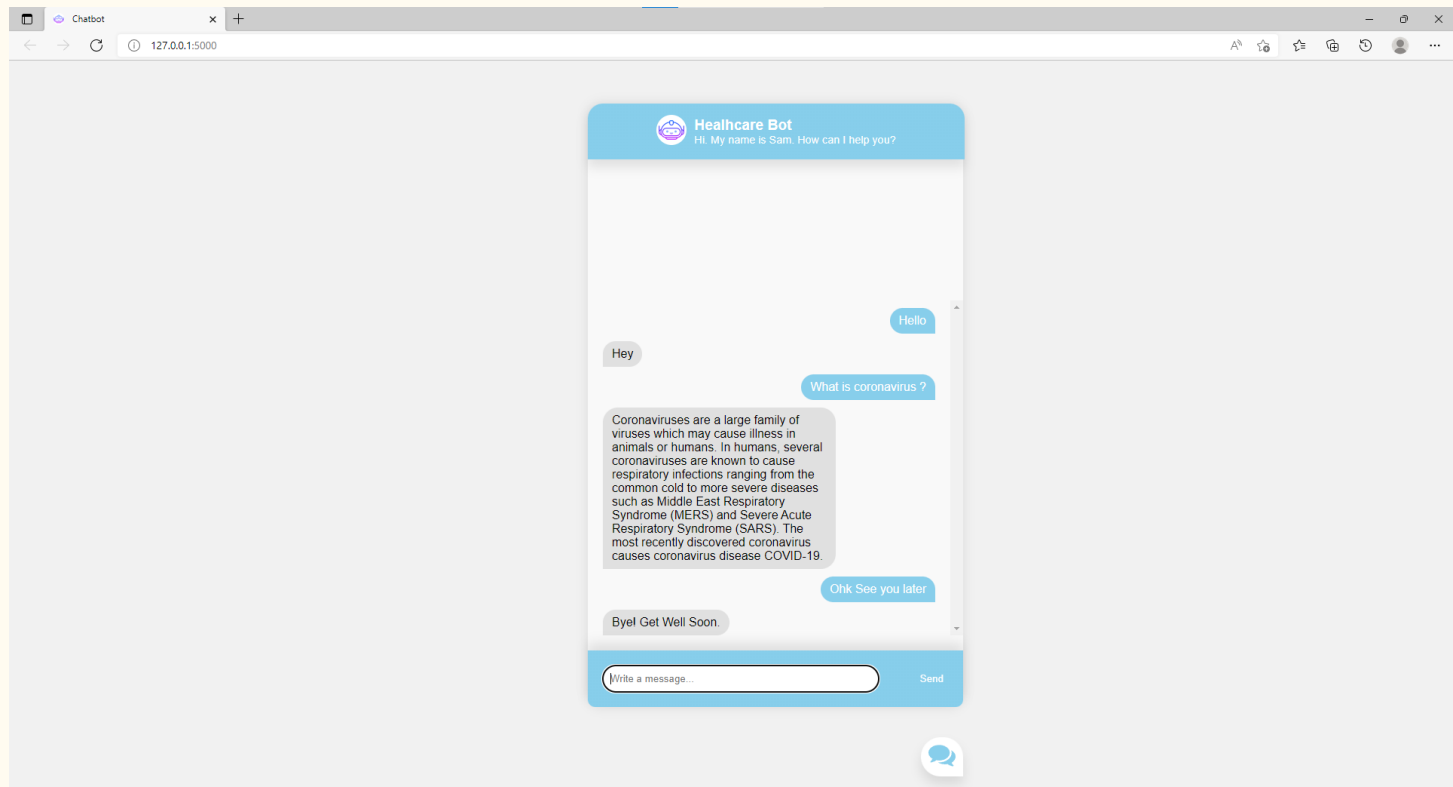 Chatbot
127.0.0.1:5000
Healhcare Bot
Hi. My name is Sam. How can I help you?
Hello
Hey
What is coronavirus ?
Coronaviruses are a large family of
viruses which may cause illness in
animals or humans. In humans, several
coronaviruses are known to cause
respiratory infections ranging from the
common cold to more severe diseases
such as Middle East Respiratory
Syndrome (MERS) and Severe Acute
Respiratory Syndrome (SARS). The
most recently discovered coronavirus
causes coronavirus disease COVID-19.
Ohk See you later
Bye! Get Well Soon.
Write a message...
Send